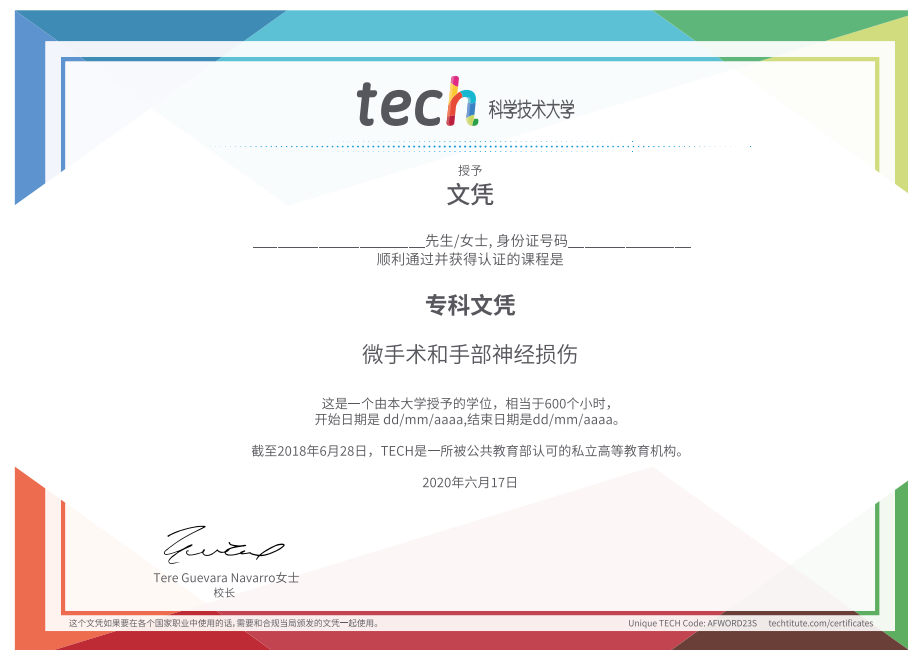 tech 科学技术大学
授予
文凭
先生/女士, 身份证号码
顺利通过并获得认证的课程是
专科文凭
微手术和手部神经损伤
这是一个由本大学授予的学位，相当于600个小时，
开始日期是 dd/mm/aaaa,结束日期是dd/mm/aaaa。
截至2018年6月28日，TECH是一所被公共教育部认可的私立高等教育机构。
2020年六月17日
Tere Guevara Navarro女士
校长
这个文凭如果要在各个国家职业中使用的话,需要和合规当局颁发的文凭一起使用。
Unique TECH Code: AFWORD23S techtitute.com/certificates